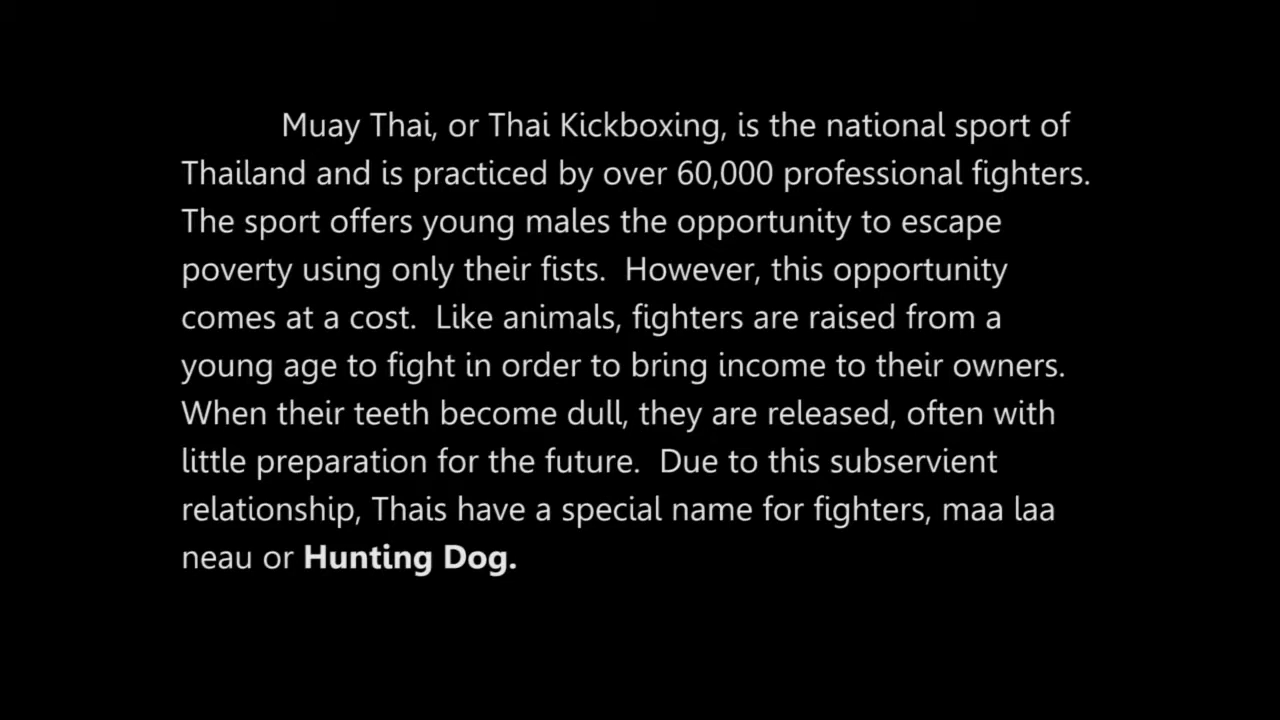 Muay Thai, or Thai Kickboxing, is the national sport of
Thailand and is practiced by over 60,000 professional fighters.
The sport offers young males the opportunity to escape
poverty using only their fists.  However, this opportunity
comes at a cost.  Like animals, fighters are raised from a
young age to fight in order to bring income to their owners.
When their teeth become dull, they are released, often with
little preparation for the future.  Due to this subservient
relationship, Thais have a special name for fighters, maa laa
neau or Hunting Dog.